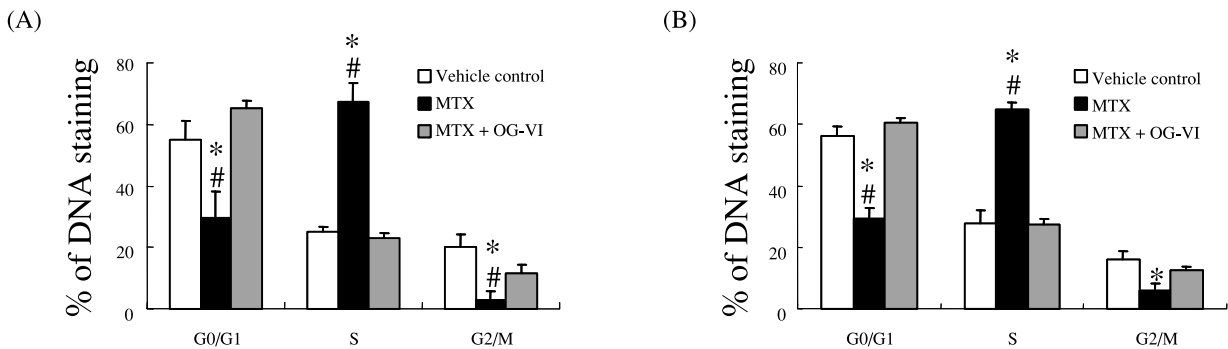 (A)
% of DNA staining
80
60
40
20
0
*
#
*
#
*
#
Vehicle control
MTX
MTX + OG-VI
G0/G1 S G2/M
(B)
% of DNA staining
80
60
40
20
0
*
#
*
#
*
Vehicle control
MTX
MTX + OG-VI
G0/G1 S G2/M